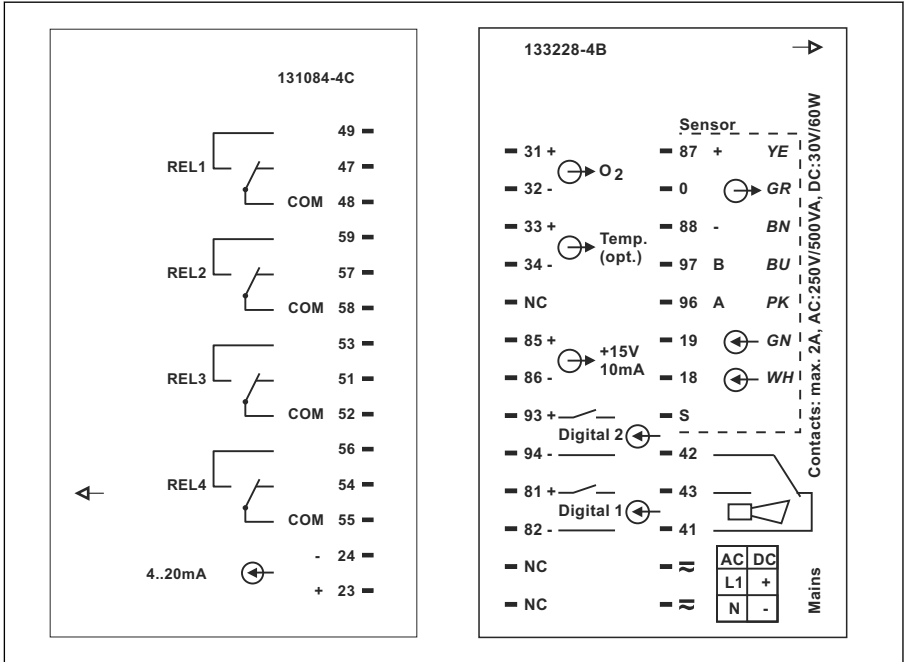 131084-4C
49
REL1 47
COM 48
59
REL2 57
COM 58
53
REL3 51
COM 52
56
REL4 54
COM 55
- 24
4..20mA
+ 23
133228-4B
Sensor
31 +
O2
32 -
33 +
Temp.
(opt.)
34 -
NC
85 +
+15V
10mA
86 -
93 +
Digital 2
94 -
81 +
Digital 1
82 -
NC
NC
87 + YE
0 GR
88 - BN
97 B BU
96 A PK
19 GN
18 WH
S
42
43
41
≂
≂
AC DC
L1 +
N -
Contacts: max. 2A, AC:250V/500VA, DC:30V/60W
Mains